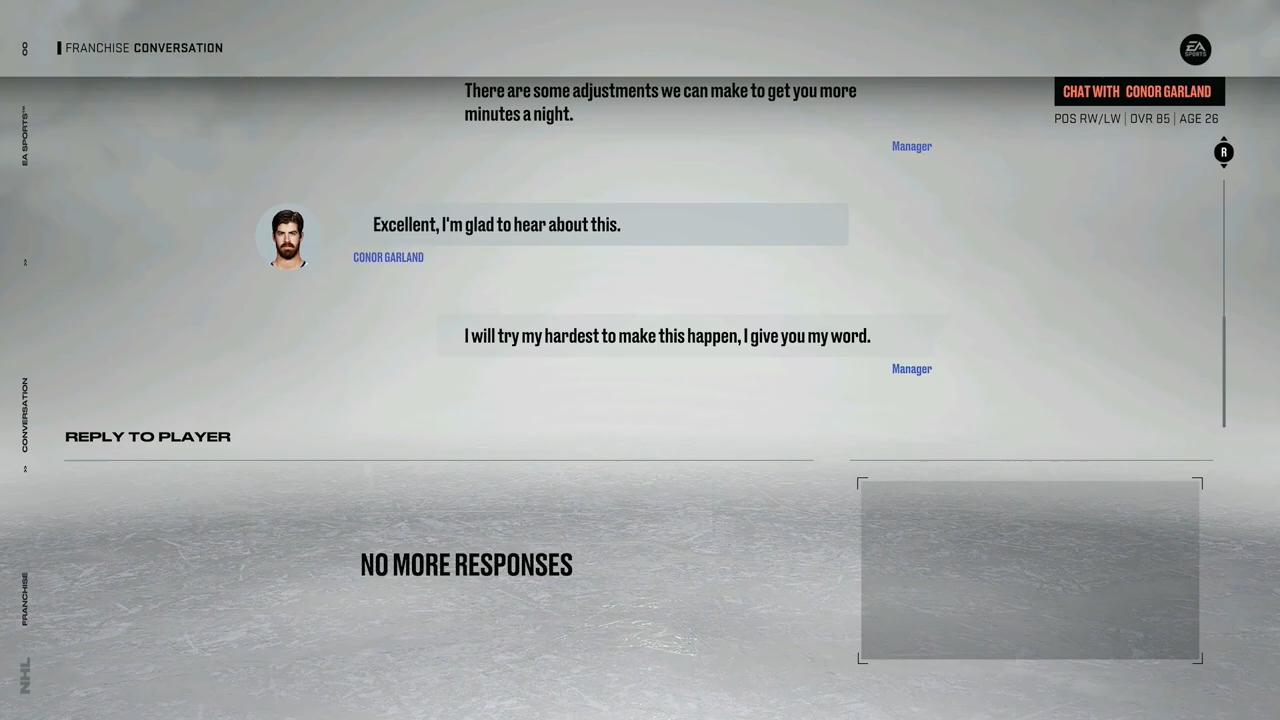 FRANCHISE CONVERSATION
EA
SPORTS
There are some adjustments we can make to get you more
minutes a night.
Manager
CHAT WITH CONOR GARLAND
POS RW/LW | OVR 85 | AGE 26
R
Excellent, I'm glad to hear about this.
CONOR GARLAND
I will try my hardest to make this happen, I give you my word.
Manager
REPLY TO PLAYER
NO MORE RESPONSES
NHL
FRANCHISE
>>
CONVERSATION
>>
EA SPORTS™